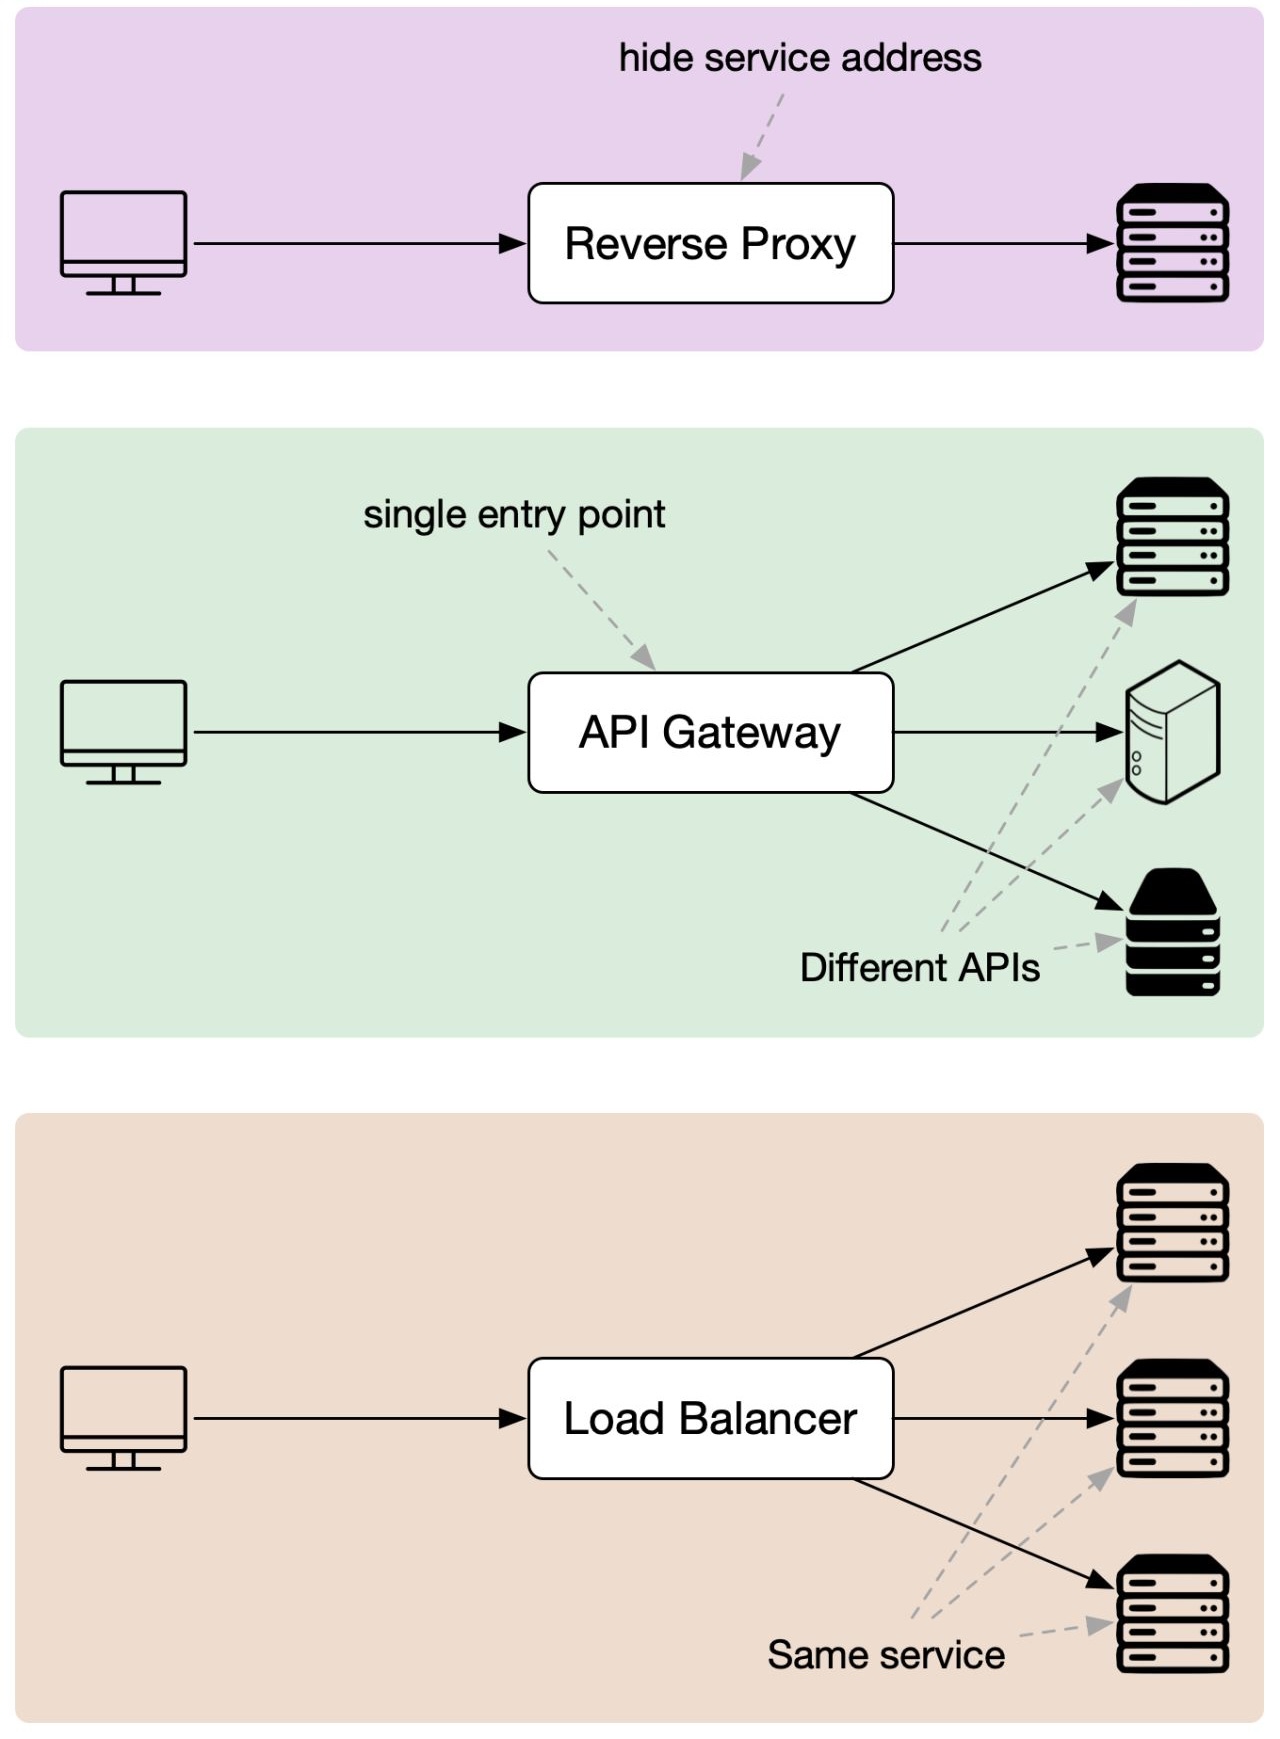 hide service address
Reverse Proxy
single entry point
API Gateway
Different APIs
Load Balancer
Same service